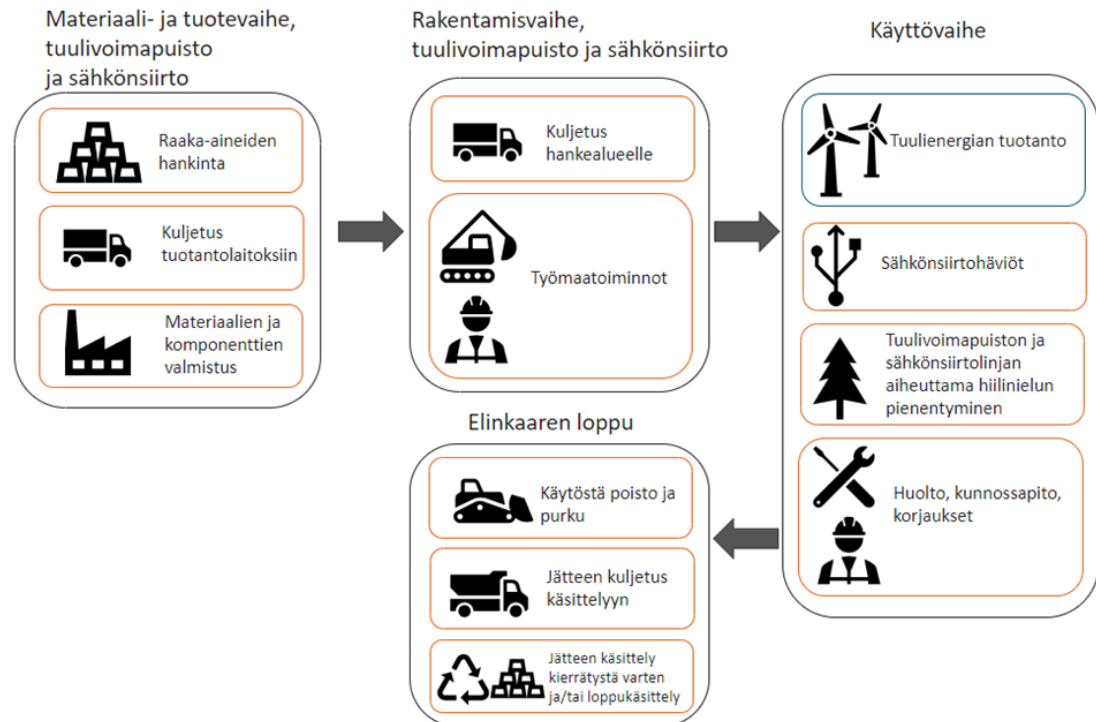 Materiaali- ja tuotevaihe,
tuulivoimapuisto
ja sähkönsiirto
Raaka-aineiden
hankinta
Kuljetus
tuotantolaitoksiin
Materiaalien ja
komponenttien
valmistus
Rakentamisvaihe,
tuulivoimapuisto ja sähkönsiirto
Kuljetus
hankealueelle
Työmaatoiminnot
Käyttövaihe
Tuulienergian tuotanto
Sähkönsiirtohäviöt
Tuulivoimapuiston ja
sähkönsiirtolinjan
aiheuttama hiilinielun
pienentyminen
Huolto, kunnossapito,
korjaukset
Elinkaaren loppu
Käytöstä poisto ja
purku
Jätteen kuljetus
käsittelyyn
Jätteen käsittely
kierrätystä varten
ja/tai loppukäsittely